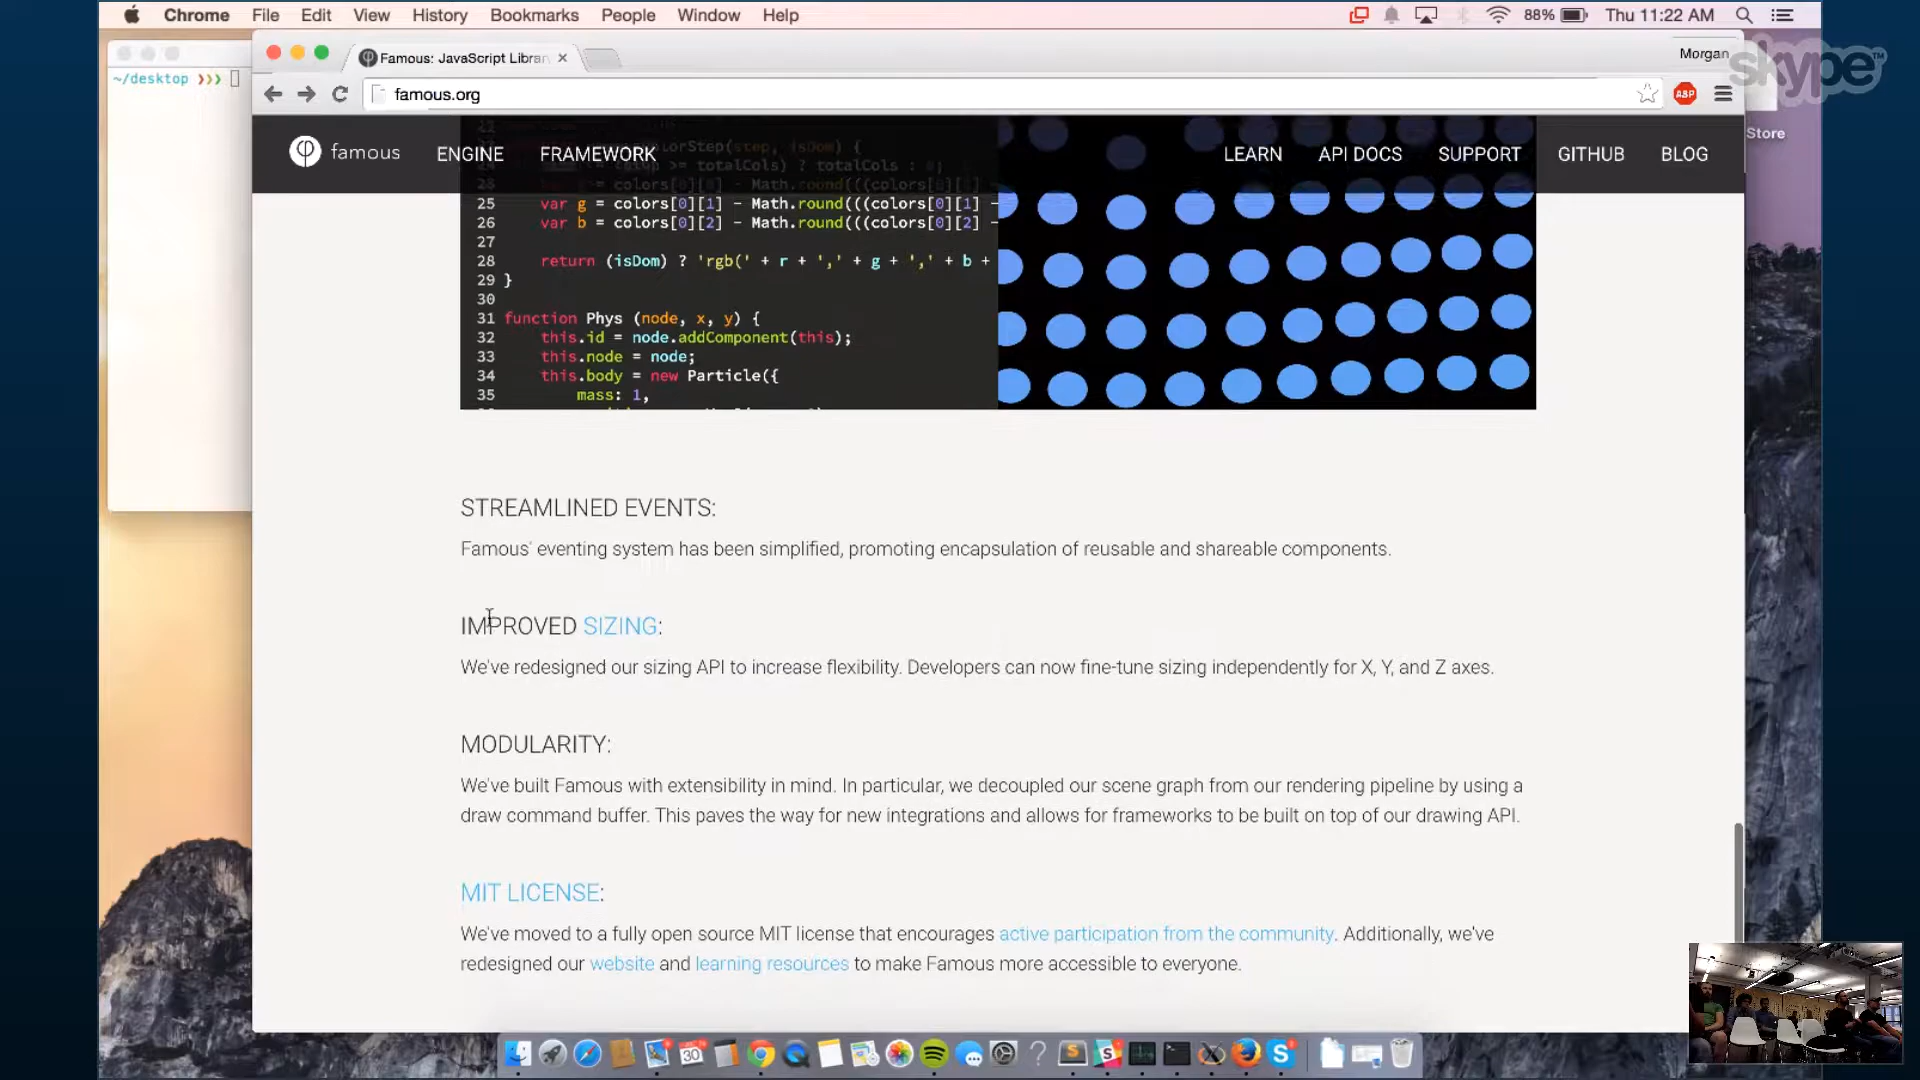 Chrome File Edit View History Bookmarks People Window Help 88% Thu 11:22 AM
skype™
Famous: JavaScript Librar
Morgan
~/desktop ❯❯❯
famous.org
ABP
Store
famous ENGINE FRAMEWORK LEARN API DOCS SUPPORT GITHUB BLOG
25 var g = colors[0][1] - Math.round(((colors[0][1] -
26 var b = colors[0][2] - Math.round(((colors[0][2] -
27
28 return (isDom) ? 'rgb(' + r + ',' + g + ',' + b +
29 }
30
31 function Phys (node, x, y) {
32 this.id = node.addComponent(this);
33 this.node = node;
34 this.body = new Particle({
35 mass: 1,
STREAMLINED EVENTS:
Famous' eventing system has been simplified, promoting encapsulation of reusable and shareable components.
IMPROVED SIZING:
We've redesigned our sizing API to increase flexibility. Developers can now fine-tune sizing independently for X, Y, and Z axes.
MODULARITY:
We've built Famous with extensibility in mind. In particular, we decoupled our scene graph from our rendering pipeline by using a
draw command buffer. This paves the way for new integrations and allows for frameworks to be built on top of our drawing API.
MIT LICENSE:
We've moved to a fully open source MIT license that encourages active participation from the community. Additionally, we've
redesigned our website and learning resources to make Famous more accessible to everyone.
30